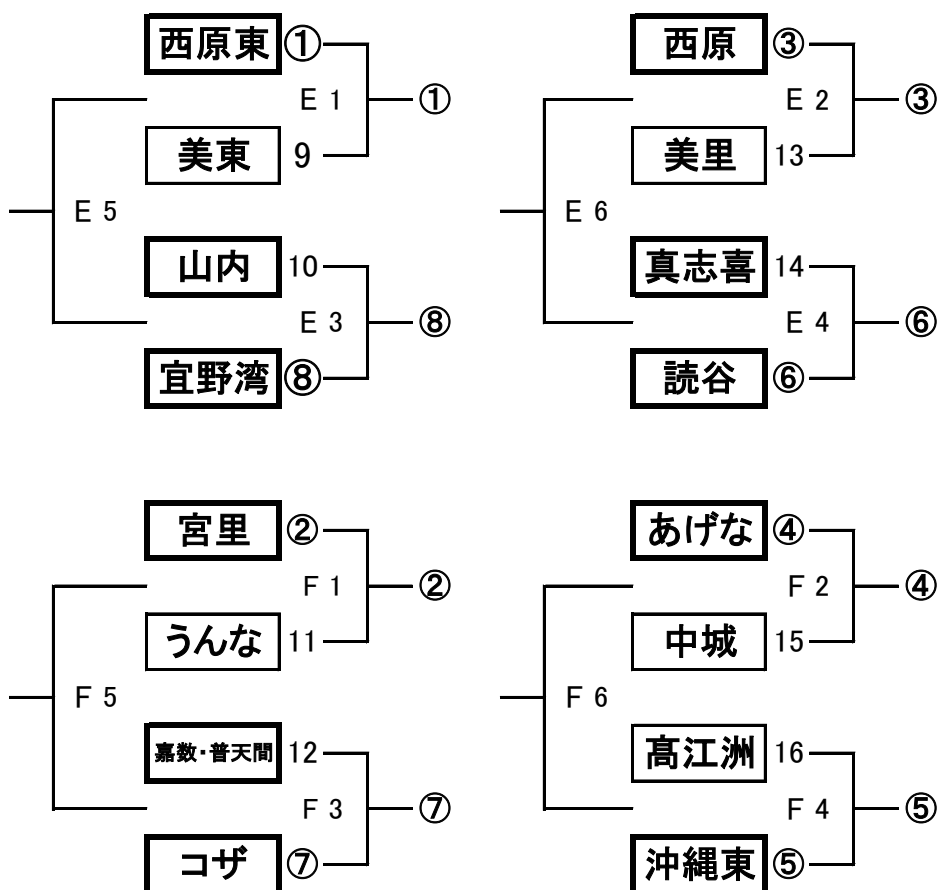 西原東 ①
E 1 ①
美東 9
E 5
山内 10
E 3 ⑧
宜野湾 ⑧
西原 ③
E 2 ③
美里 13
E 6
真志喜 14
E 4 ⑥
読谷 ⑥
宮里 ②
F 1 ②
うんな 11
F 5
嘉数・普天間 12
F 3 ⑦
コザ ⑦
あげな ④
F 2 ④
中城 15
F 6
髙江洲 16
F 4 ⑤
沖縄東 ⑤